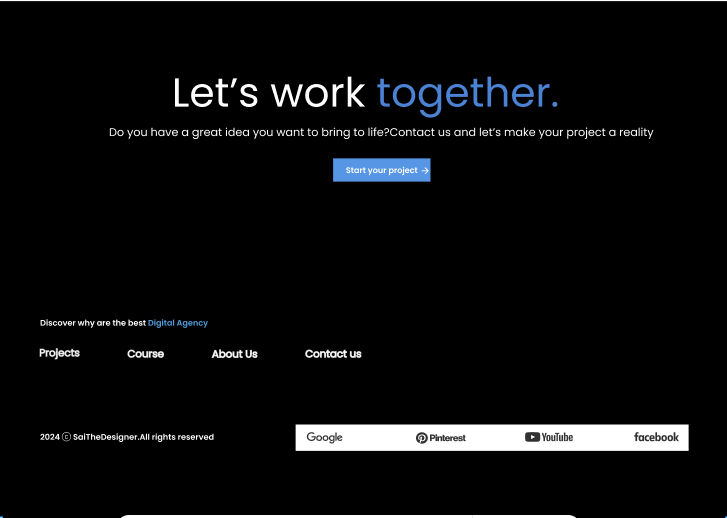 Let’s work together.
Do you have a great idea you want to bring to life?Contact us and let’s make your project a reality
Start your project →
Discover why are the best Digital Agency
Projects Course About Us Contact us
2024 ⓒ SaiTheDesigner.All rights reserved
Google Pinterest YouTube facebook